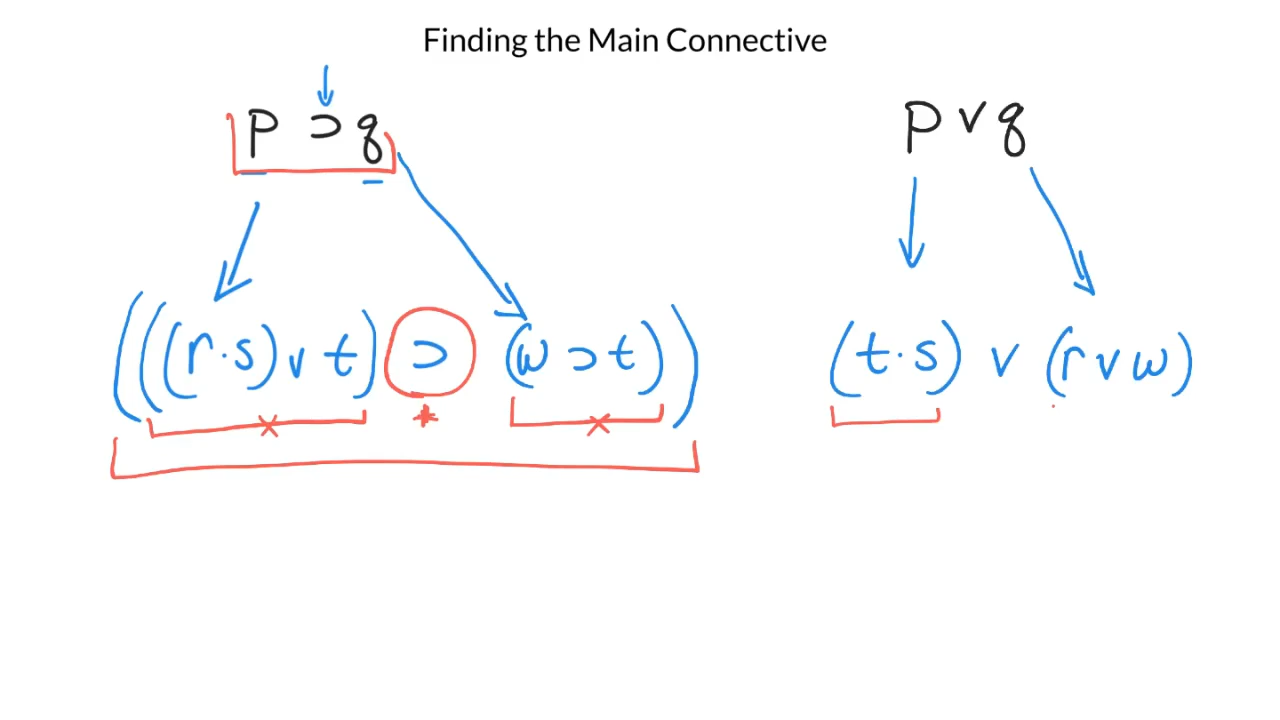 Finding the Main Connective
p ⊃ q
p ∨ q
(((r·s) ∨ t) ⊃ (w ⊃ t))
(t·s) ∨ (r ∨ w)